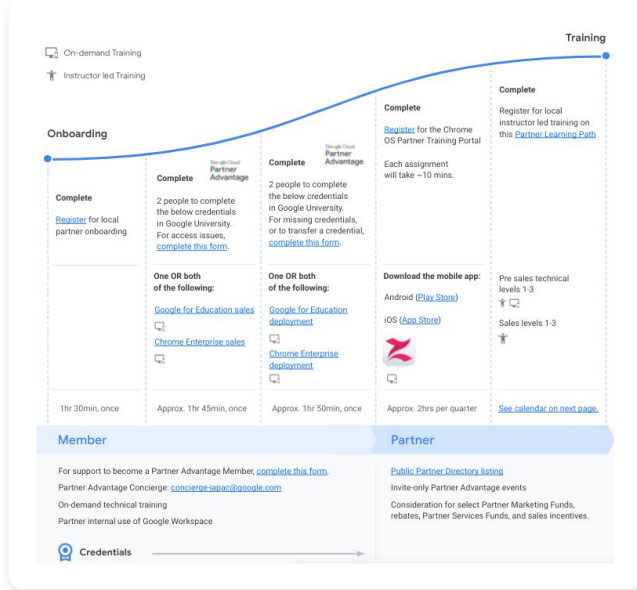 Training
On-demand Training
Instructor led Training
Onboarding
Complete
Register for local
partner onboarding
1hr 30min, once
Google Cloud
Partner
Advantage
Complete
2 people to complete
the below credentials
in Google University.
For access issues,
complete this form.
One OR both
of the following:
Google for Education sales
Chrome Enterprise sales
Approx. 1hr 45min, once
Google Cloud
Partner
Advantage
Complete
2 people to complete
the below credentials
in Google University.
For missing credentials,
or to transfer a credential,
complete this form.
One OR both
of the following:
Google for Education
deployment
Chrome Enterprise
deployment
Approx. 1hr 50min, once
Complete
Register for the Chrome
OS Partner Training Portal
Each assignment
will take ~10 mins.
Download the mobile app:
Android (Play Store)
iOS (App Store)
Approx. 2hrs per quarter
Complete
Register for local
instructor led training on
this Partner Learning Path
Pre sales technical
levels 1-3
Sales levels 1-3
See calendar on next page.
Member
For support to become a Partner Advantage Member, complete this form.
Partner Advantage Concierge: concierge-japac@google.com
On-demand technical training
Partner internal use of Google Workspace
Credentials
Partner
Public Partner Directory listing
Invite-only Partner Advantage events
Consideration for select Partner Marketing Funds,
rebates, Partner Services Funds, and sales incentives.